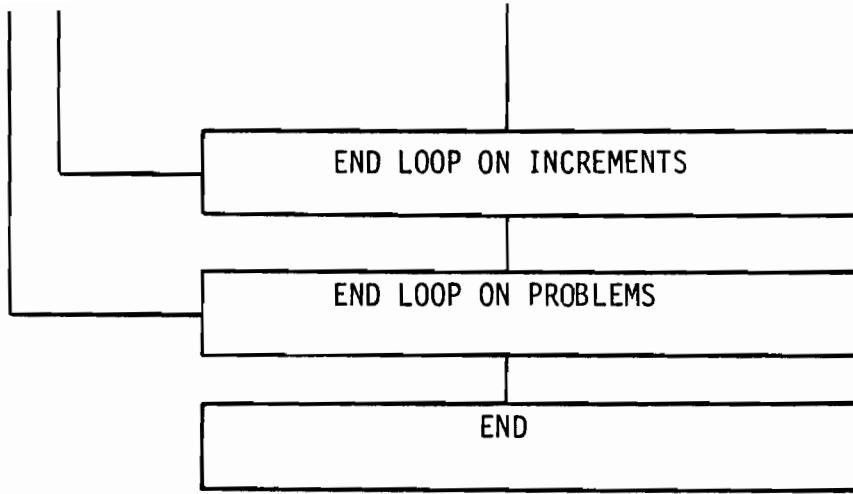 END LOOP ON INCREMENTS
END LOOP ON PROBLEMS
END